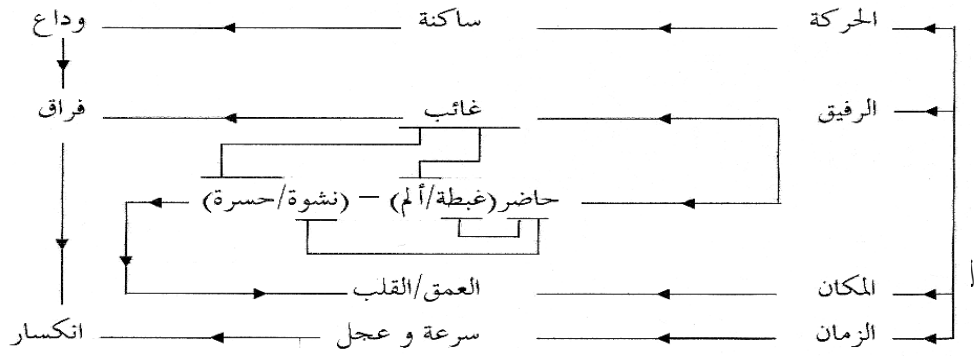 الحركة ساكنة وداع
الرفيق غائب فراق
حاضر (غبطة/ألم) – (نشوة/حسرة)
المكان العمق/القلب
الزمان سرعة و عجل انكسار